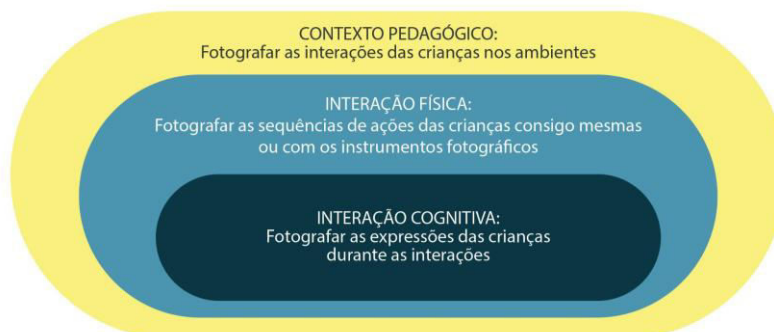 CONTEXTO PEDAGÓGICO:
Fotografar as interações das crianças nos ambientes
INTERAÇÃO FÍSICA:
Fotografar as sequências de ações das crianças consigo mesmas
ou com os instrumentos fotográficos
INTERAÇÃO COGNITIVA:
Fotografar as expressões das crianças
durante as interações